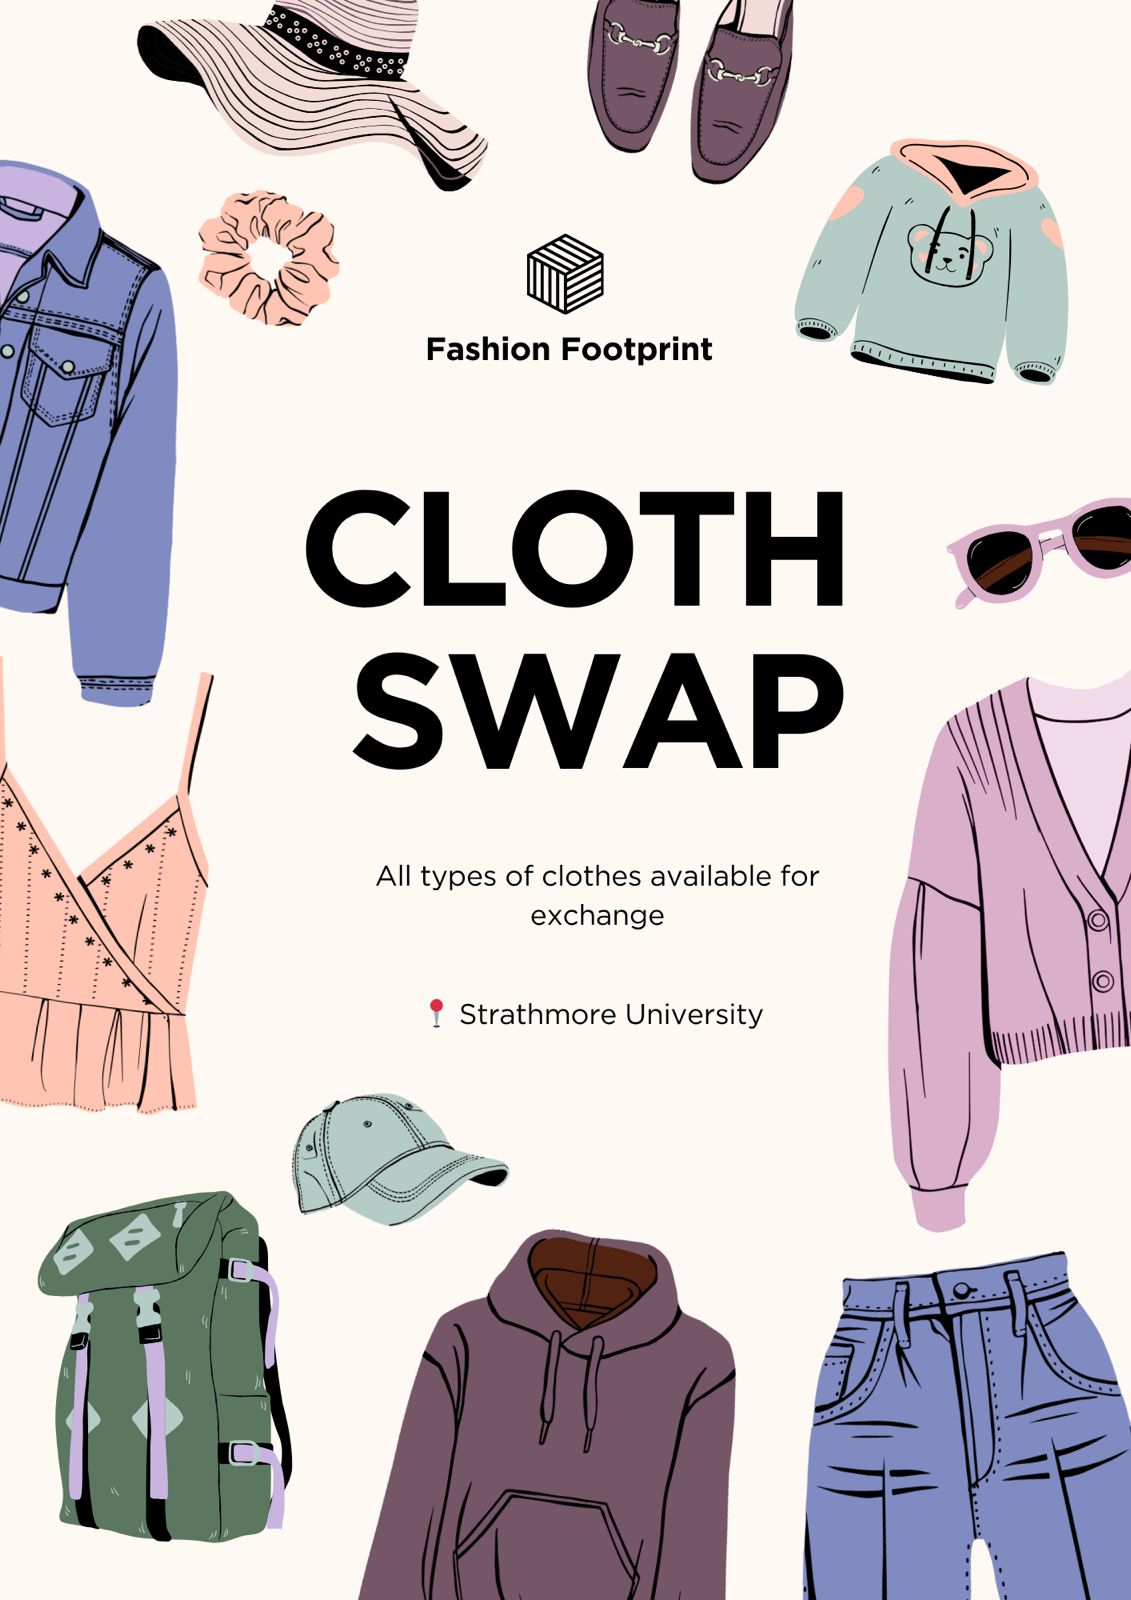 Fashion Footprint
CLOTH
SWAP
All types of clothes available for
exchange
📍 Strathmore University